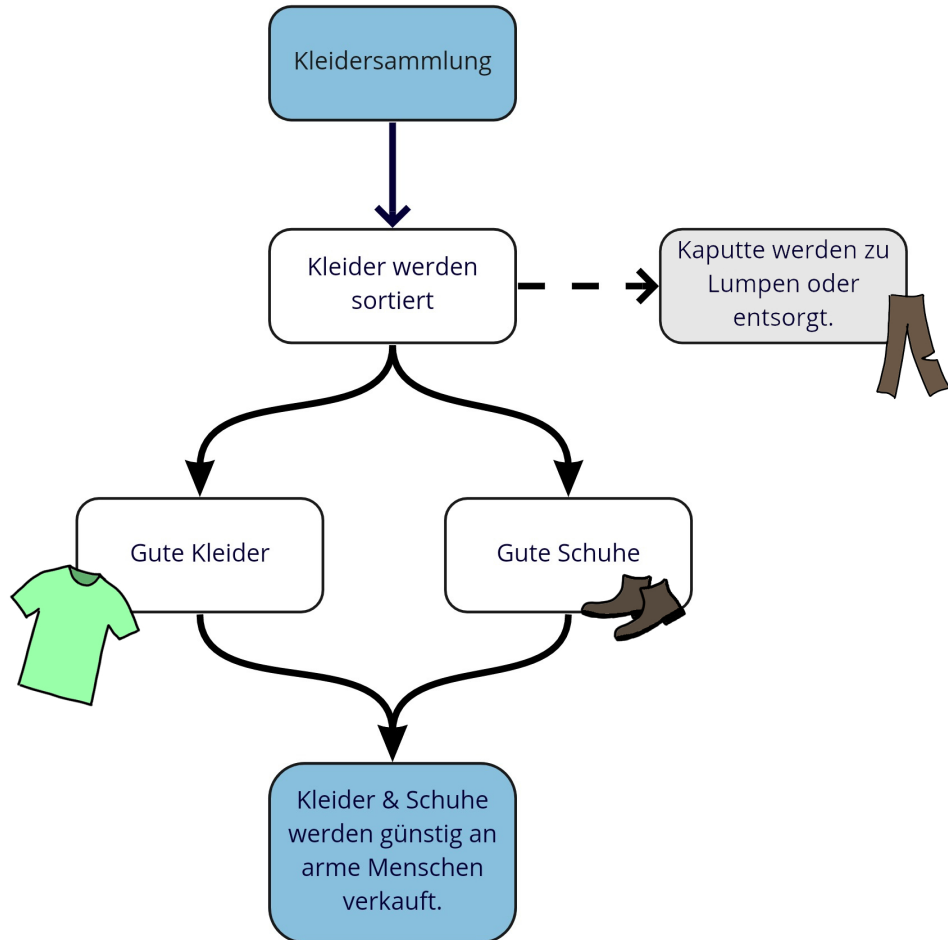 Kleidersammlung
Kleider werden
sortiert
Kaputte werden zu
Lumpen oder
entsorgt.
Gute Kleider
Gute Schuhe
Kleider & Schuhe
werden günstig an
arme Menschen
verkauft.